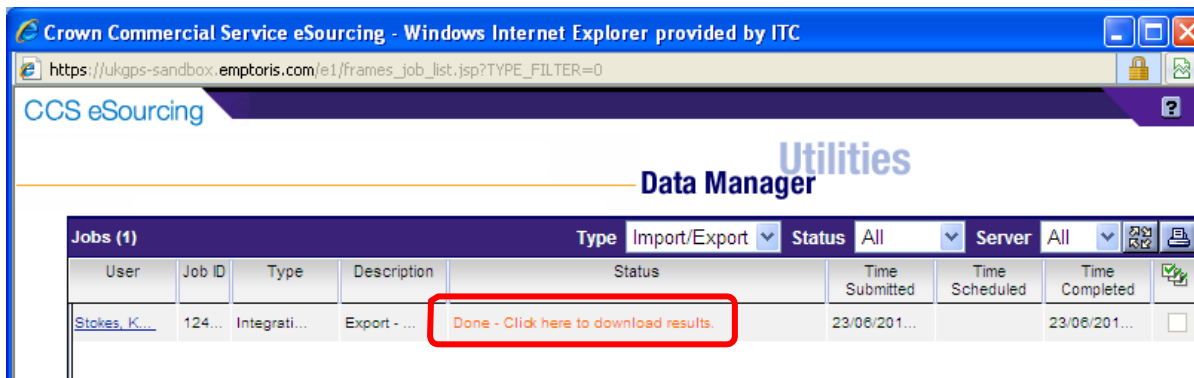 Crown Commercial Service eSourcing - Windows Internet Explorer provided by ITC
https://ukgps-sandbox.emptoris.com/e1/frames_job_list.jsp?TYPE_FILTER=0
CCS eSourcing
?
Utilities
Data Manager
Jobs (1) Type Import/Export Status All Server All
User Job ID Type Description Status Time Submitted Time Scheduled Time Completed
Stokes, K... 124... Integrati... Export - ... Done - Click here to download results. 23/06/201... 23/06/201...